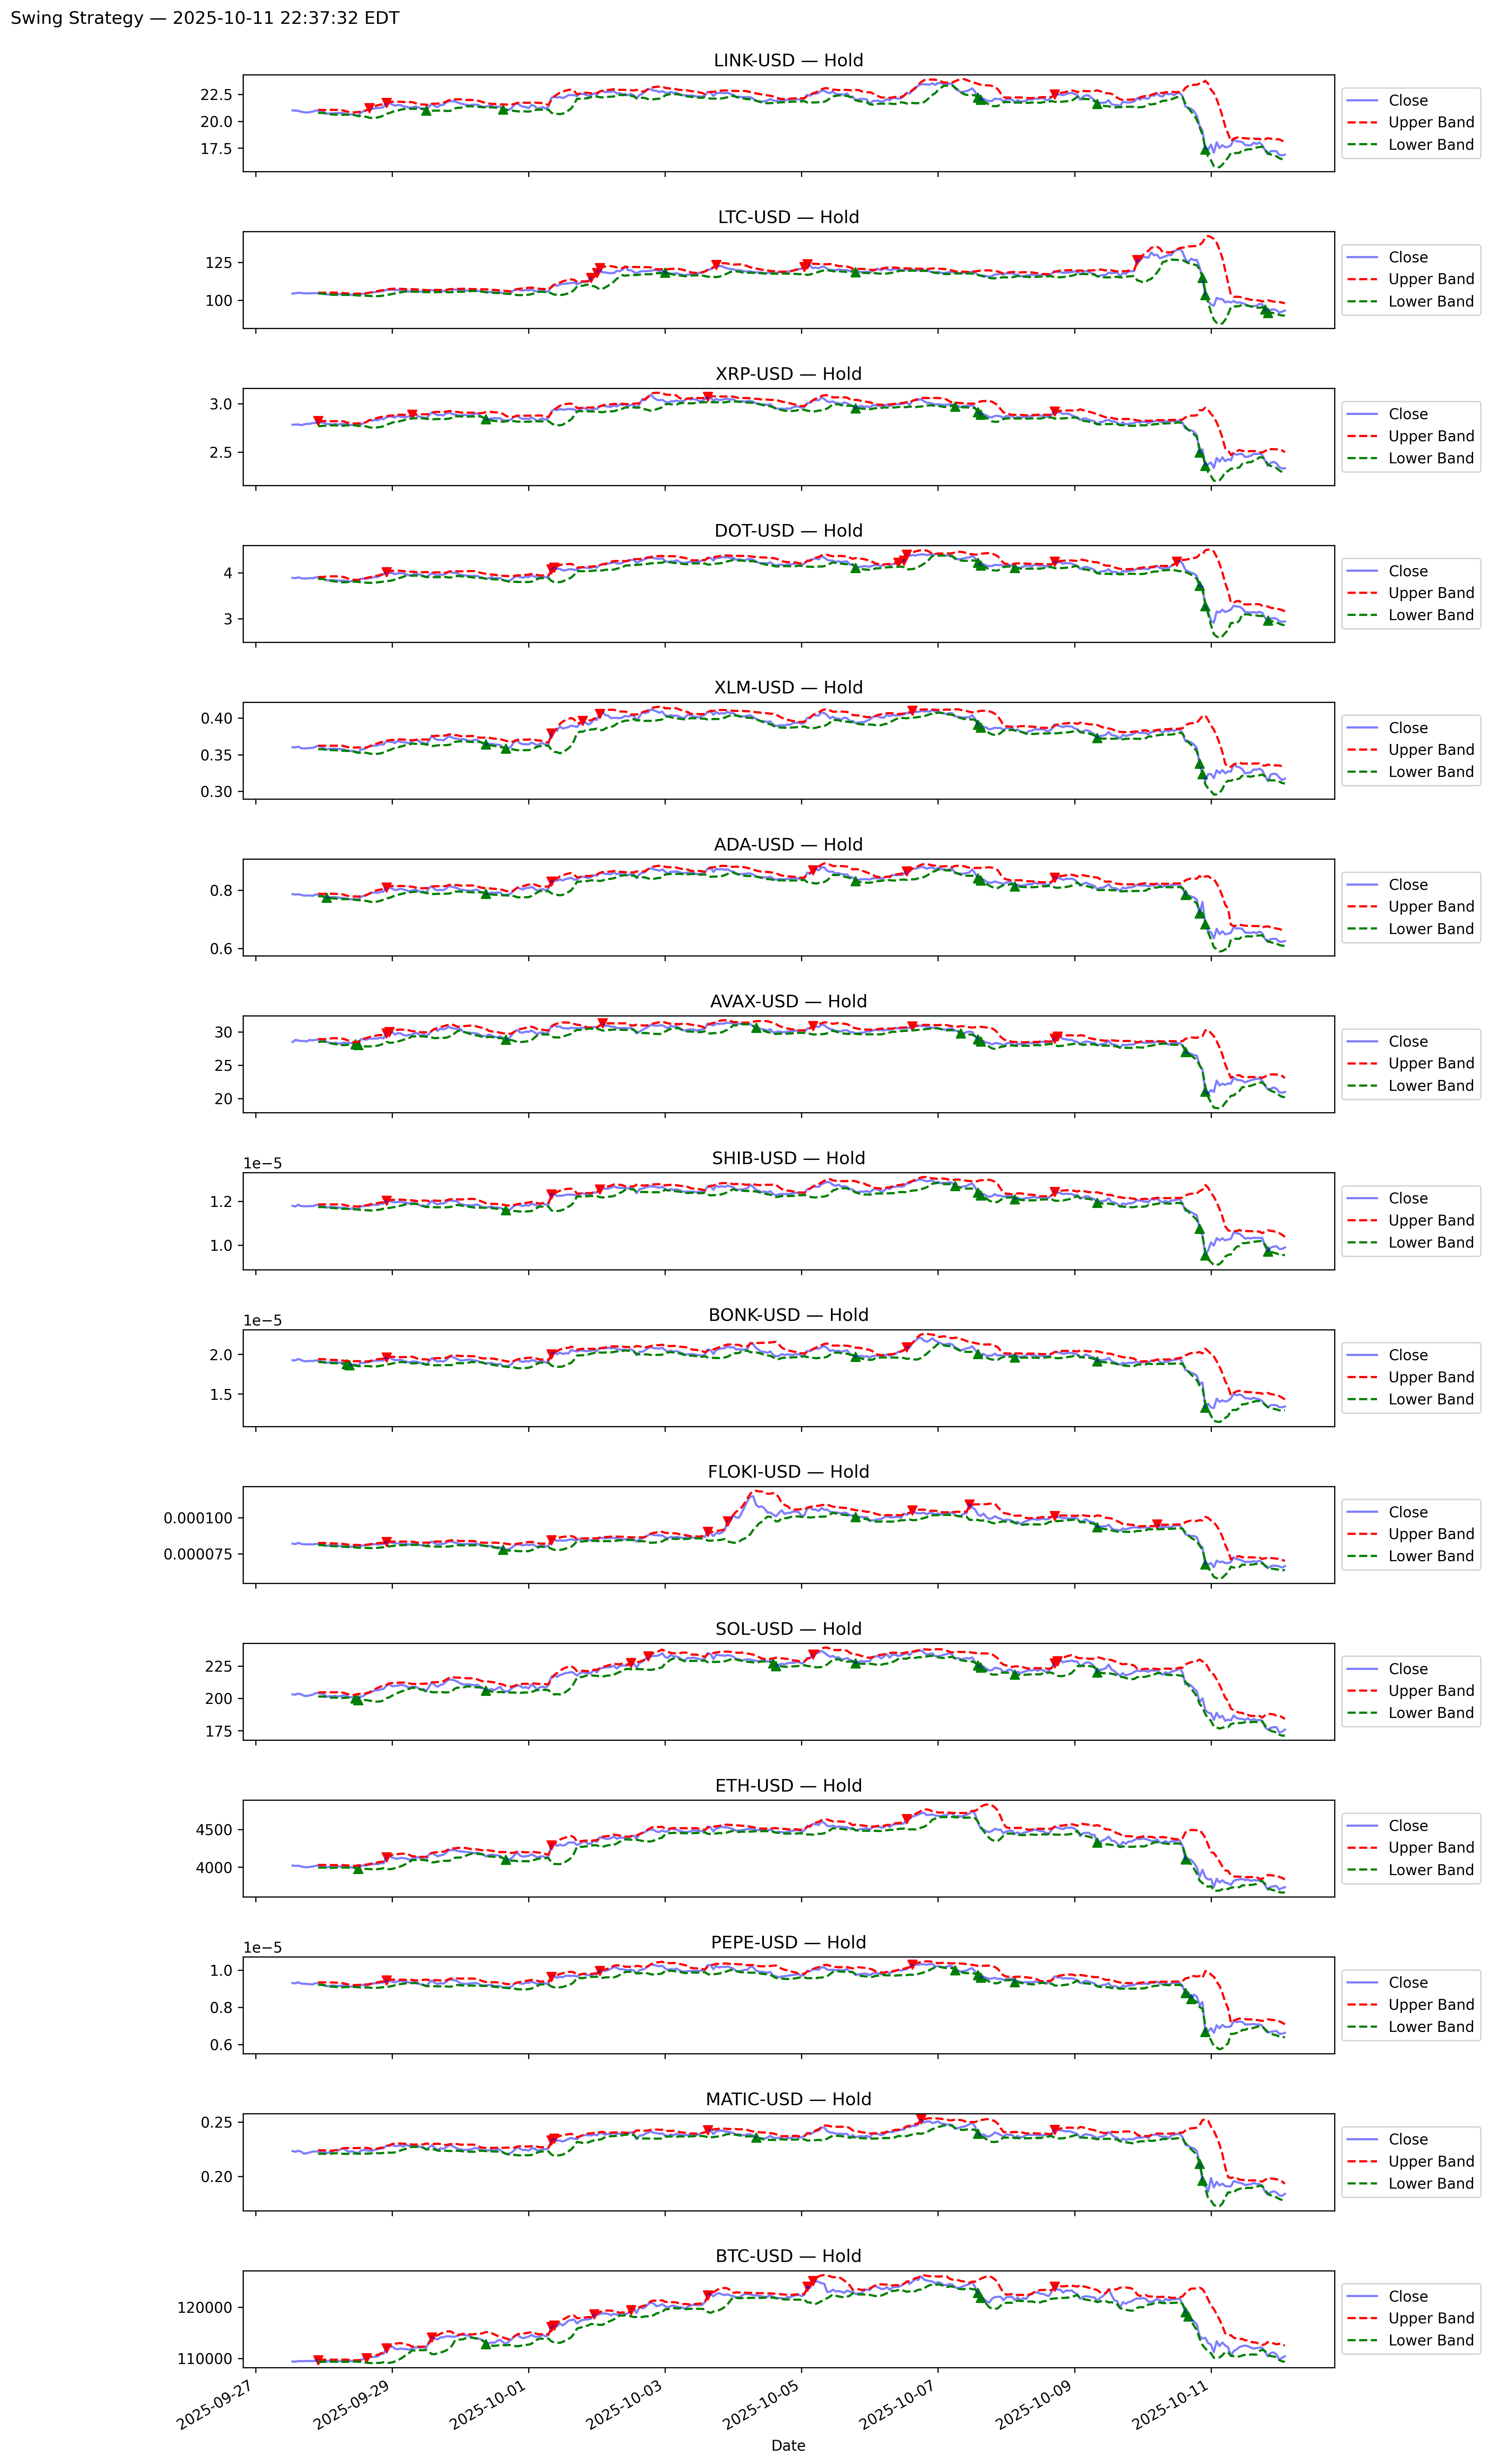 Swing Strategy — 2025-10-11 22:37:32 EDT
LINK-USD — Hold
22.5
20.0
17.5
Close
Upper Band
Lower Band
LTC-USD — Hold
125
100
Close
Upper Band
Lower Band
XRP-USD — Hold
3.0
2.5
Close
Upper Band
Lower Band
DOT-USD — Hold
4
3
Close
Upper Band
Lower Band
XLM-USD — Hold
0.40
0.35
0.30
Close
Upper Band
Lower Band
ADA-USD — Hold
0.8
0.6
Close
Upper Band
Lower Band
AVAX-USD — Hold
30
25
20
Close
Upper Band
Lower Band
SHIB-USD — Hold
1e−5
1.2
1.0
Close
Upper Band
Lower Band
BONK-USD — Hold
1e−5
2.0
1.5
Close
Upper Band
Lower Band
FLOKI-USD — Hold
0.000100
0.000075
Close
Upper Band
Lower Band
SOL-USD — Hold
225
200
175
Close
Upper Band
Lower Band
ETH-USD — Hold
4500
4000
Close
Upper Band
Lower Band
PEPE-USD — Hold
1e−5
1.0
0.8
0.6
Close
Upper Band
Lower Band
MATIC-USD — Hold
0.25
0.20
Close
Upper Band
Lower Band
BTC-USD — Hold
120000
110000
Close
Upper Band
Lower Band
2025-09-27
2025-09-29
2025-10-01
2025-10-03
2025-10-05
2025-10-07
2025-10-09
2025-10-11
Date